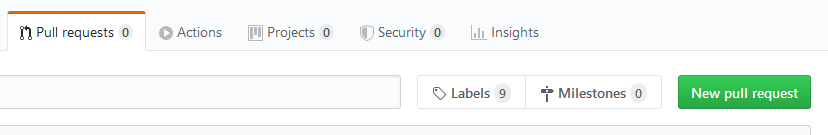 Pull requests 0 Actions Projects 0 Security 0 Insights
Labels 9 Milestones 0 New pull request